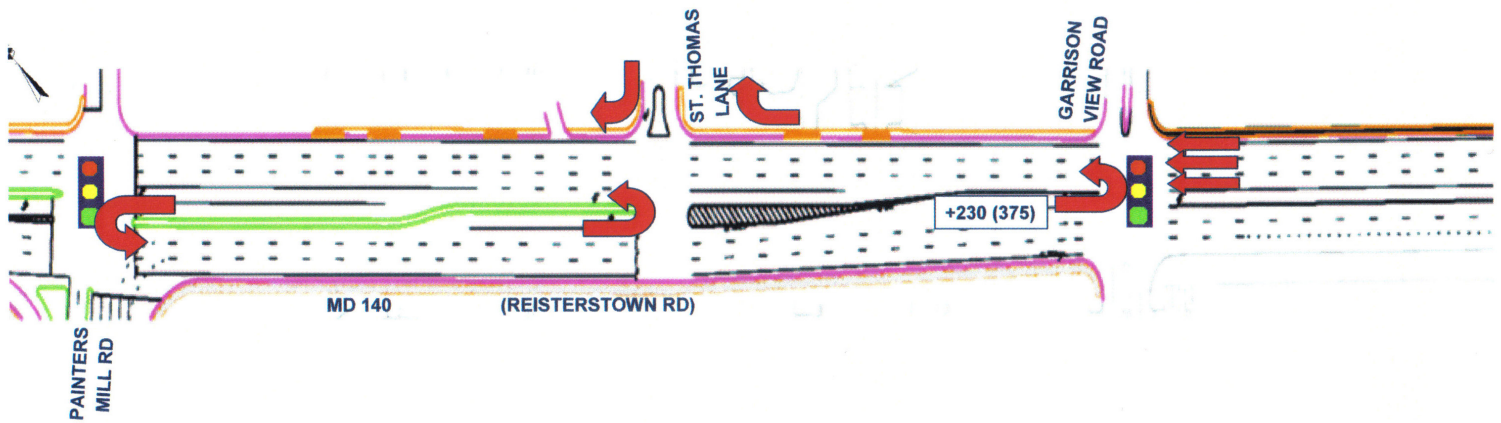 ST. THOMAS
LANE
GARRISON
VIEW ROAD
+230 (375)
MD 140 (REISTERSTOWN RD)
PAINTERS
MILL RD